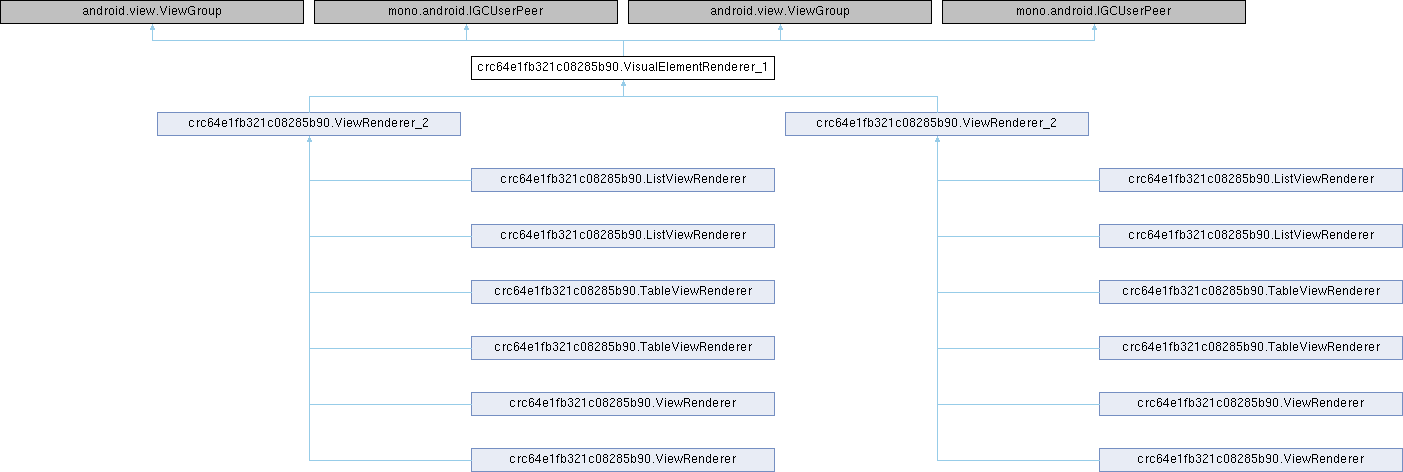 android.view.ViewGroup
mono.android.IGCUserPeer
android.view.ViewGroup
mono.android.IGCUserPeer
crc64e1fb321c08285b90.VisualElementRenderer_1
crc64e1fb321c08285b90.ViewRenderer_2
crc64e1fb321c08285b90.ViewRenderer_2
crc64e1fb321c08285b90.ListViewRenderer
crc64e1fb321c08285b90.ListViewRenderer
crc64e1fb321c08285b90.ListViewRenderer
crc64e1fb321c08285b90.ListViewRenderer
crc64e1fb321c08285b90.TableViewRenderer
crc64e1fb321c08285b90.TableViewRenderer
crc64e1fb321c08285b90.TableViewRenderer
crc64e1fb321c08285b90.TableViewRenderer
crc64e1fb321c08285b90.ViewRenderer
crc64e1fb321c08285b90.ViewRenderer
crc64e1fb321c08285b90.ViewRenderer
crc64e1fb321c08285b90.ViewRenderer